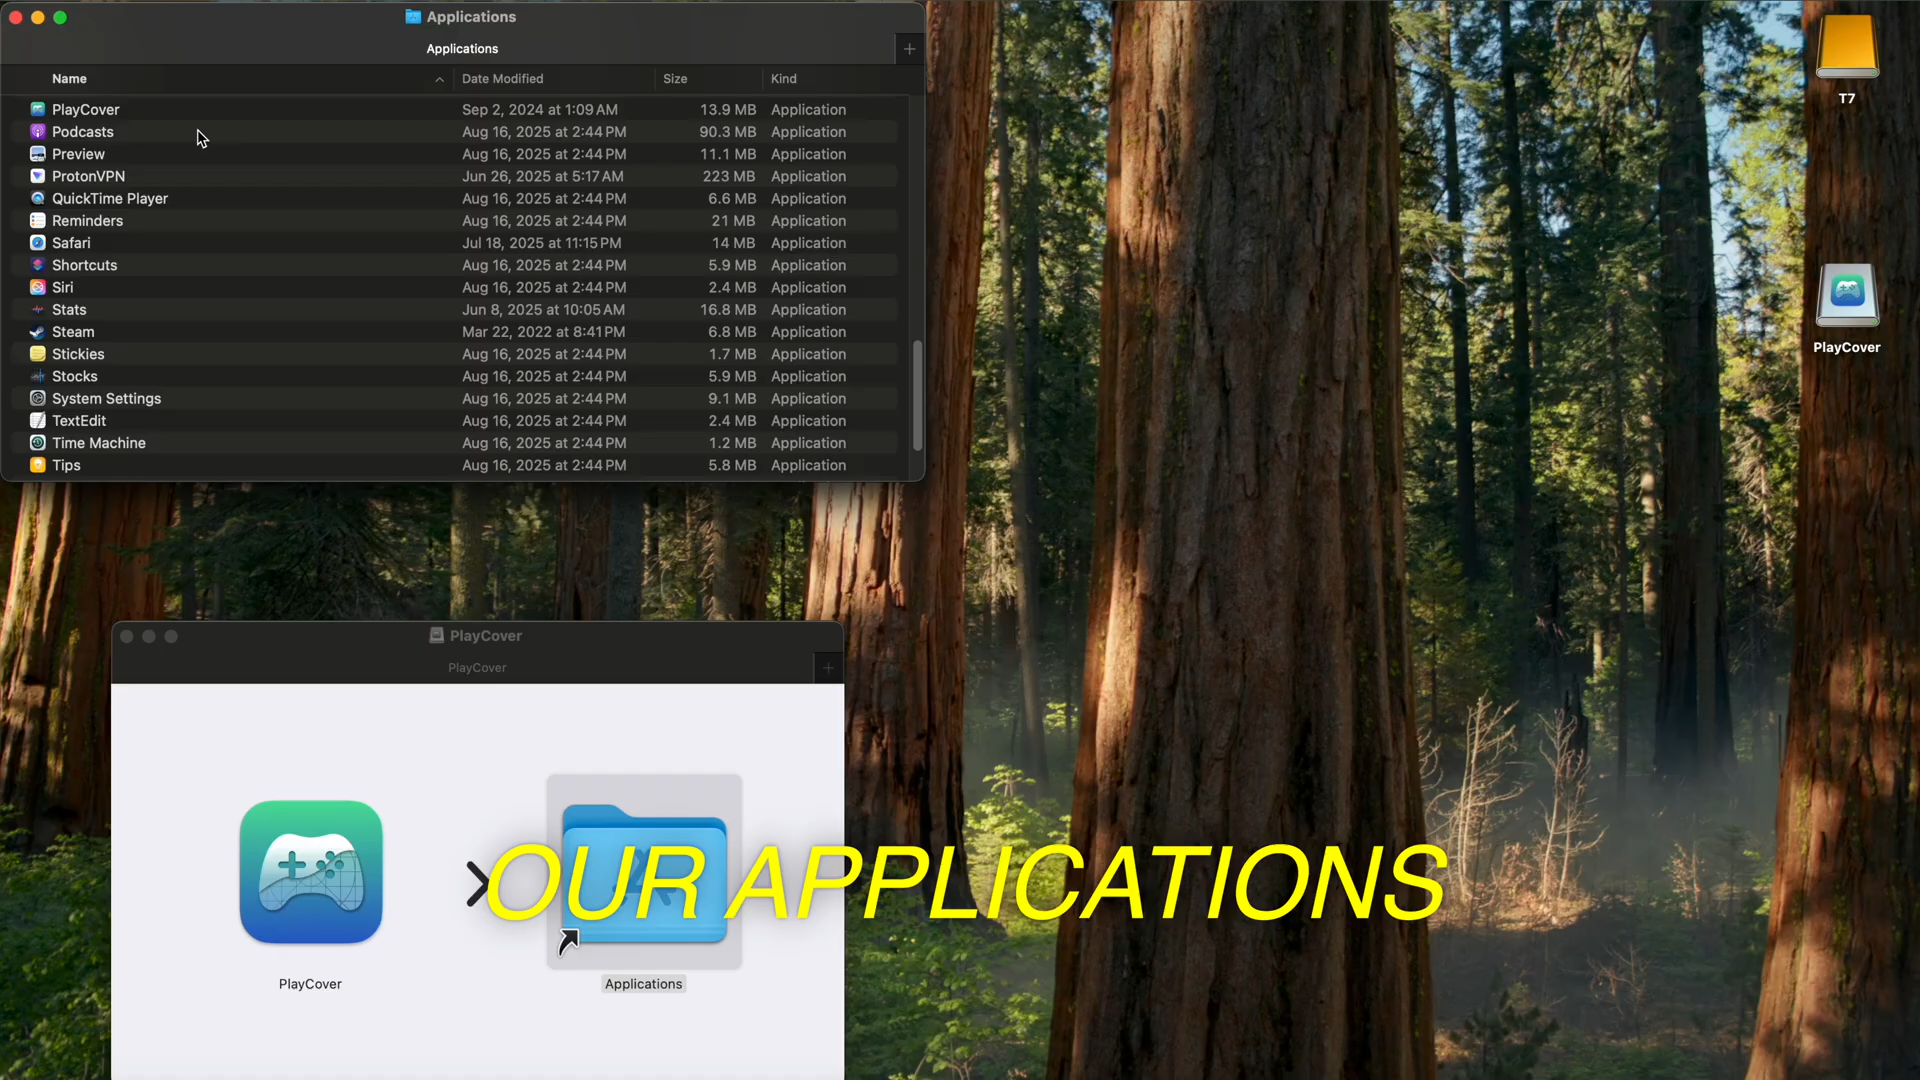 Applications
Applications
Name Date Modified Size Kind
PlayCover Sep 2, 2024 at 1:09 AM 13.9 MB Application
Podcasts Aug 16, 2025 at 2:44 PM 90.3 MB Application
Preview Aug 16, 2025 at 2:44 PM 11.1 MB Application
ProtonVPN Jun 26, 2025 at 5:17 AM 223 MB Application
QuickTime Player Aug 16, 2025 at 2:44 PM 6.6 MB Application
Reminders Aug 16, 2025 at 2:44 PM 21 MB Application
Safari Jul 18, 2025 at 11:15 PM 14 MB Application
Shortcuts Aug 16, 2025 at 2:44 PM 5.9 MB Application
Siri Aug 16, 2025 at 2:44 PM 2.4 MB Application
Stats Jun 8, 2025 at 10:05 AM 16.8 MB Application
Steam Mar 22, 2022 at 8:41 PM 6.8 MB Application
Stickies Aug 16, 2025 at 2:44 PM 1.7 MB Application
Stocks Aug 16, 2025 at 2:44 PM 5.9 MB Application
System Settings Aug 16, 2025 at 2:44 PM 9.1 MB Application
TextEdit Aug 16, 2025 at 2:44 PM 2.4 MB Application
Time Machine Aug 16, 2025 at 2:44 PM 1.2 MB Application
Tips Aug 16, 2025 at 2:44 PM 5.8 MB Application
T7
PlayCover
PlayCover
PlayCover
OUR APPLICATIONS
PlayCover
Applications